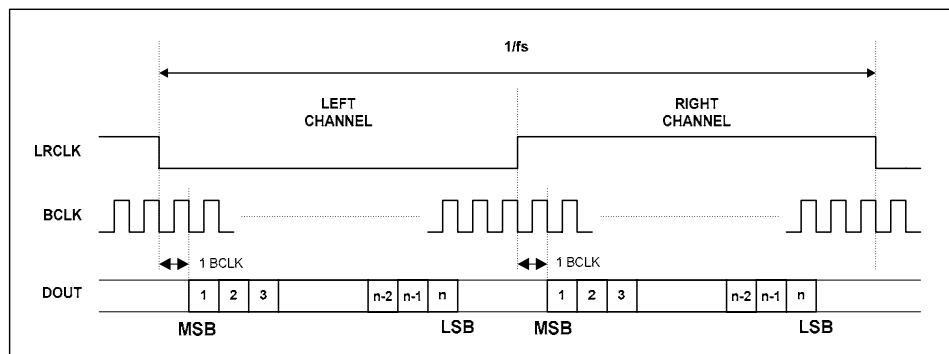 1/fs
LEFT
CHANNEL
RIGHT
CHANNEL
LRCLK
BCLK
1 BCLK
1 BCLK
DOUT
1 2 3 n-2 n-1 n 1 2 3 n-2 n-1 n
MSB LSB MSB LSB